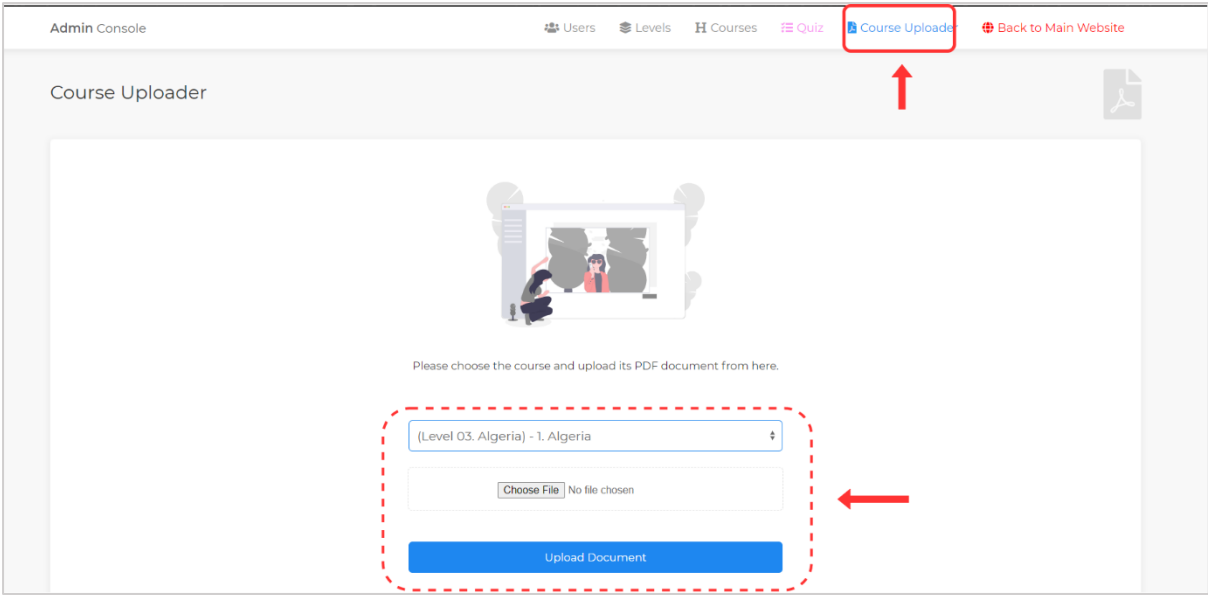 Admin Console Users Levels Courses Quiz Course Uploader Back to Main Website
Course Uploader
Please choose the course and upload its PDF document from here.
(Level 03. Algeria) - 1. Algeria
Choose File No file chosen
Upload Document